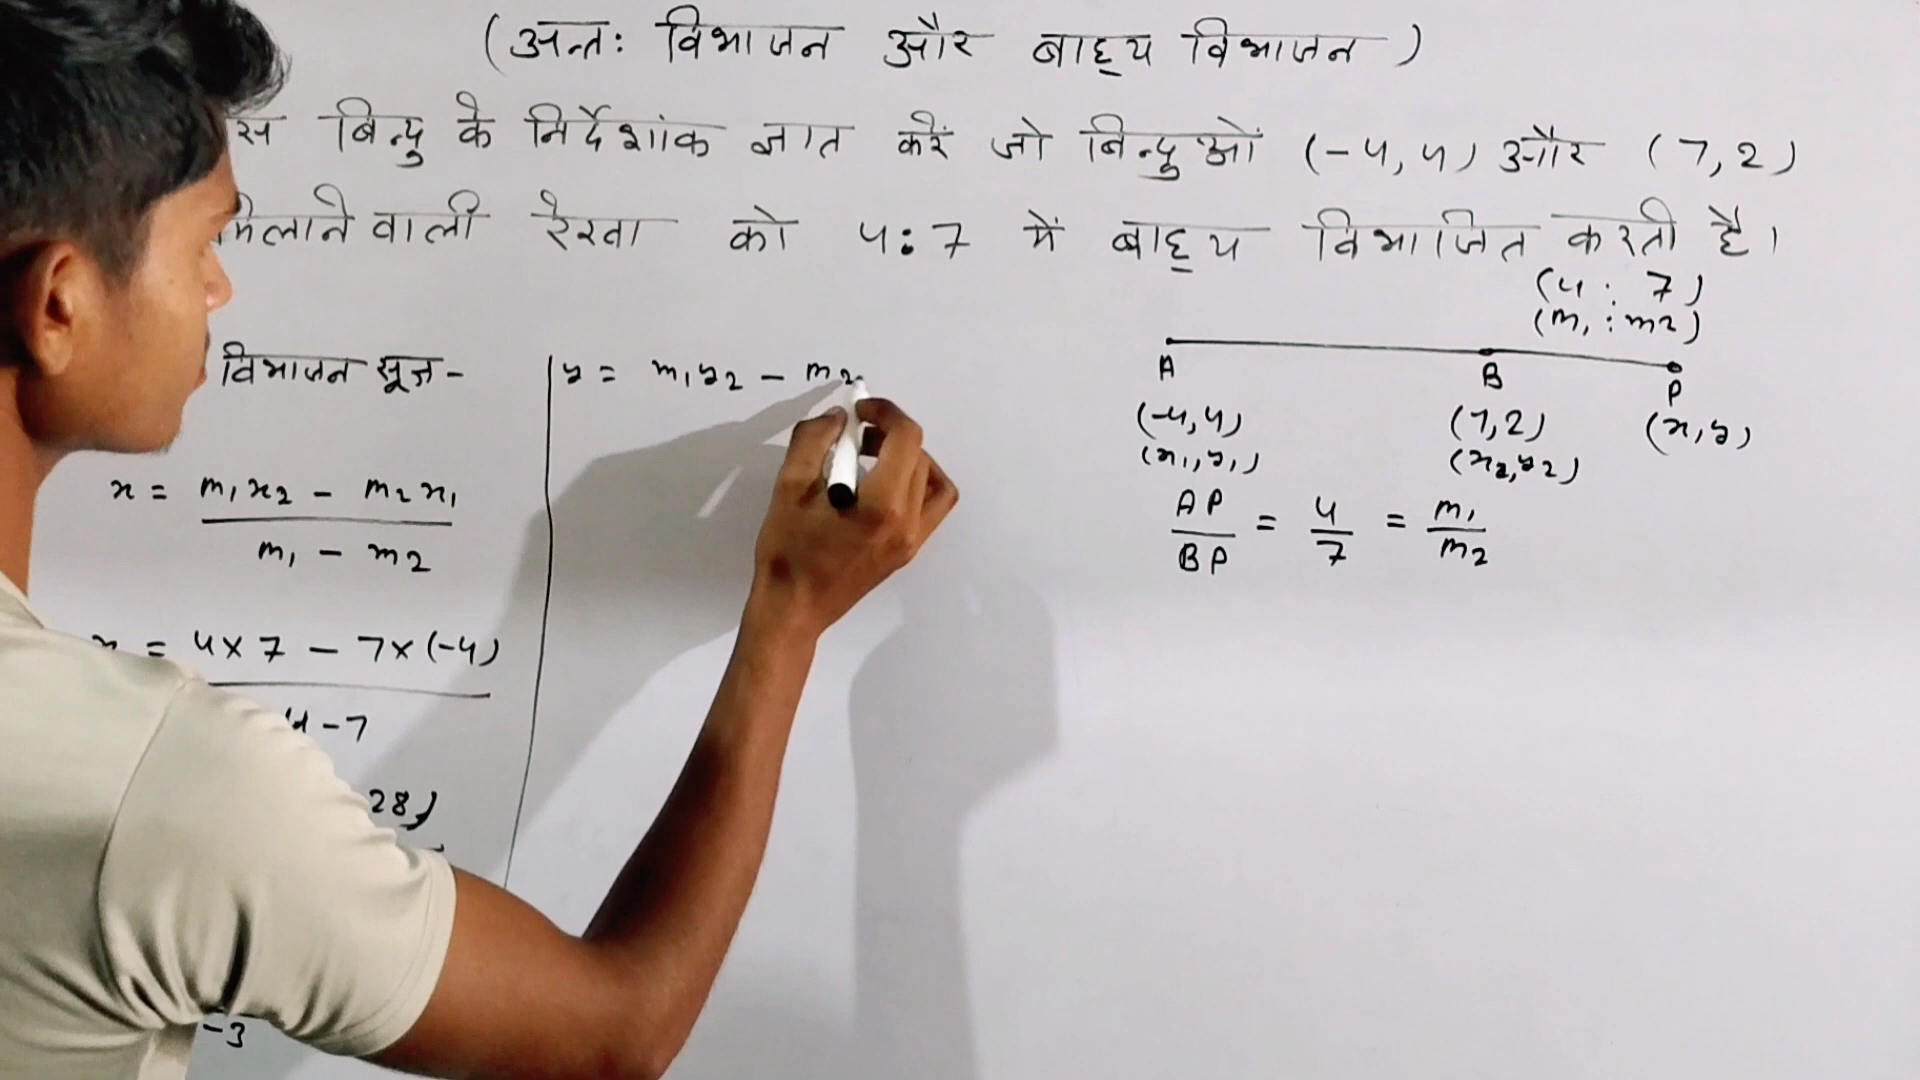 (अन्तः विभाजन और बाह्य विभाजन)
स बिन्दु के निर्देशांक ज्ञात करें जो बिन्दुओं (-4,4) और (7,2)
मिलाने वाली रेखा को 4:7 में बाह्य विभाजित करती है।
(4 : 7)
(m₁ : m₂)
A B P
(-4,4) (7,2) (x,y)
(x₁,y₁) (x₂,y₂)
AP/BP = 4/7 = m₁/m₂
विभाजन सूत्र-
x = m₁x₂ - m₂x₁
m₁ - m₂
x = 4×7 - 7×(-4)
4-7
28)
-3
y = m₁y₂ - m₂